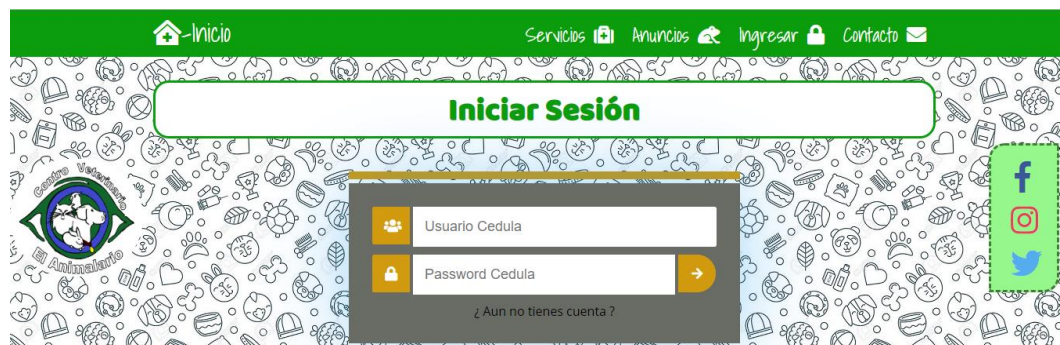 -Inicio
Servicios
Anuncios
Ingresar
Contacto
Iniciar Sesión
Centro Veterinario
El Animalario
Usuario Cedula
Password Cedula
¿ Aun no tienes cuenta ?